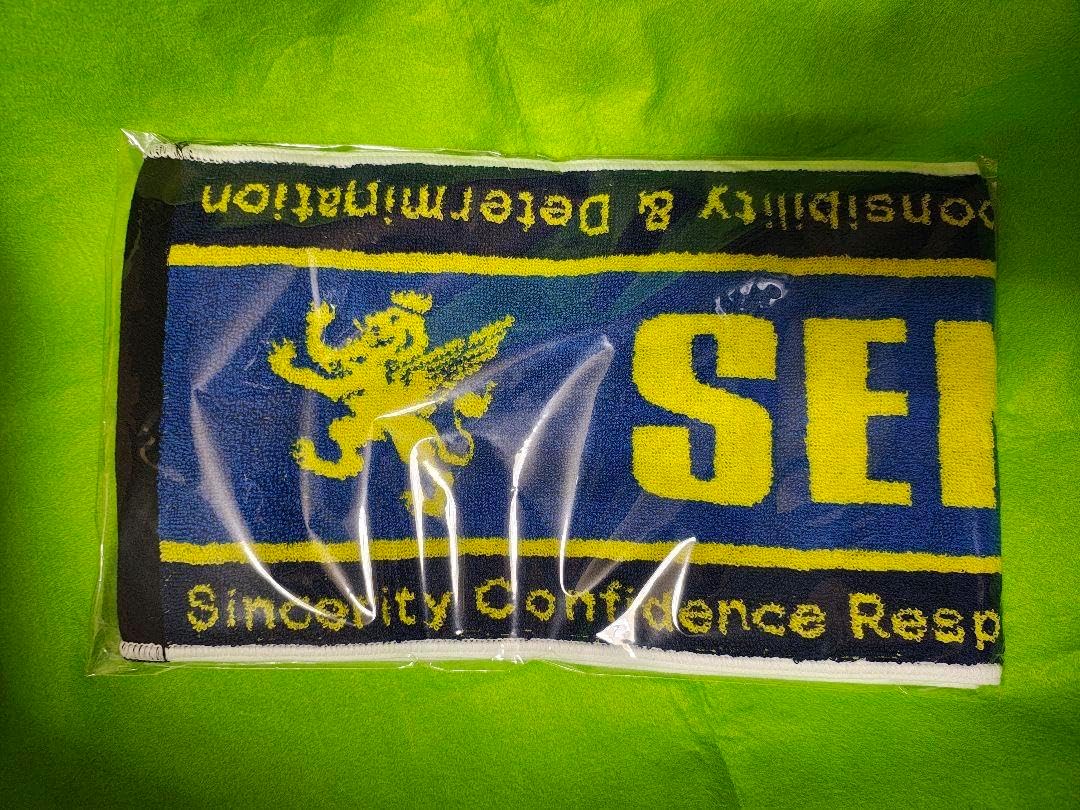 onsibility & Determination
SE
Sincerity Confidence Resp